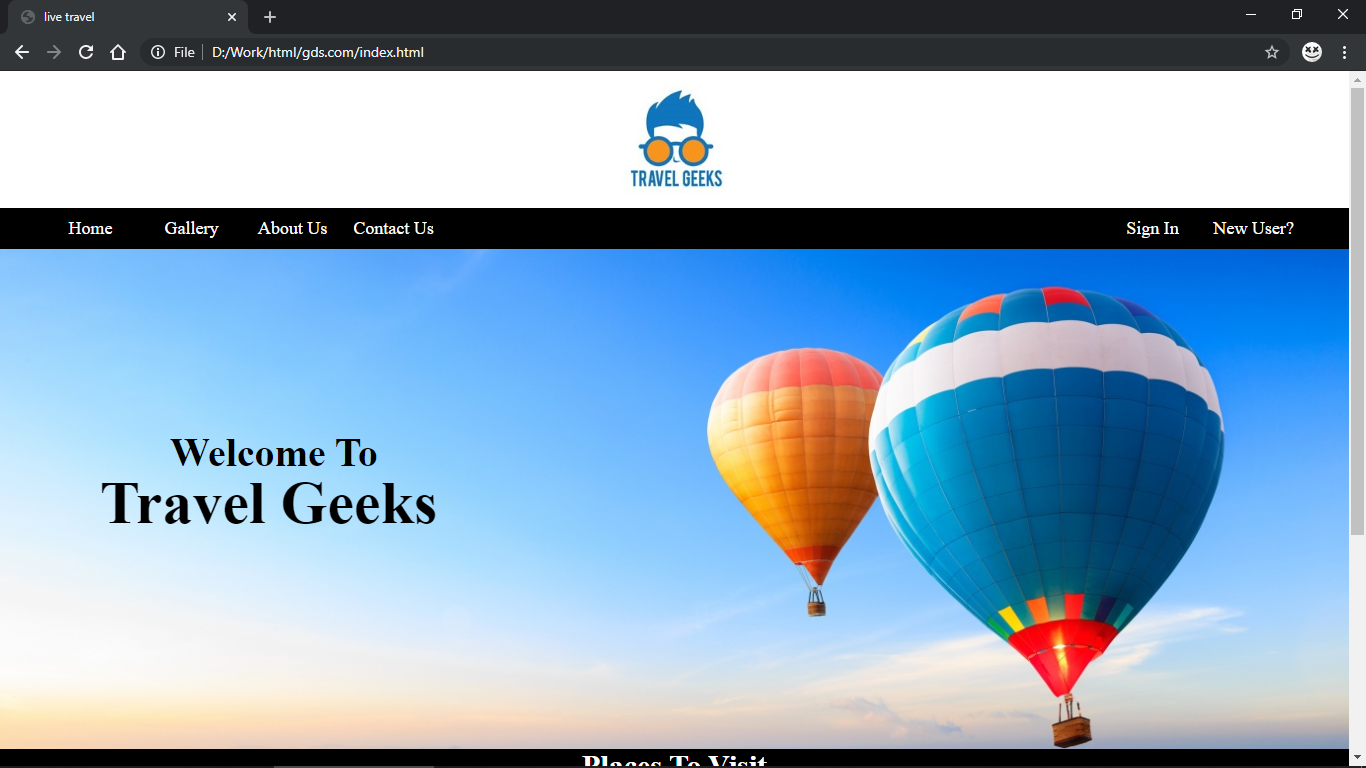 live travel
File D:/Work/html/gds.com/index.html
TRAVEL GEEKS
Home Gallery About Us Contact Us Sign In New User?
Welcome To
Travel Geeks
Places To Visit